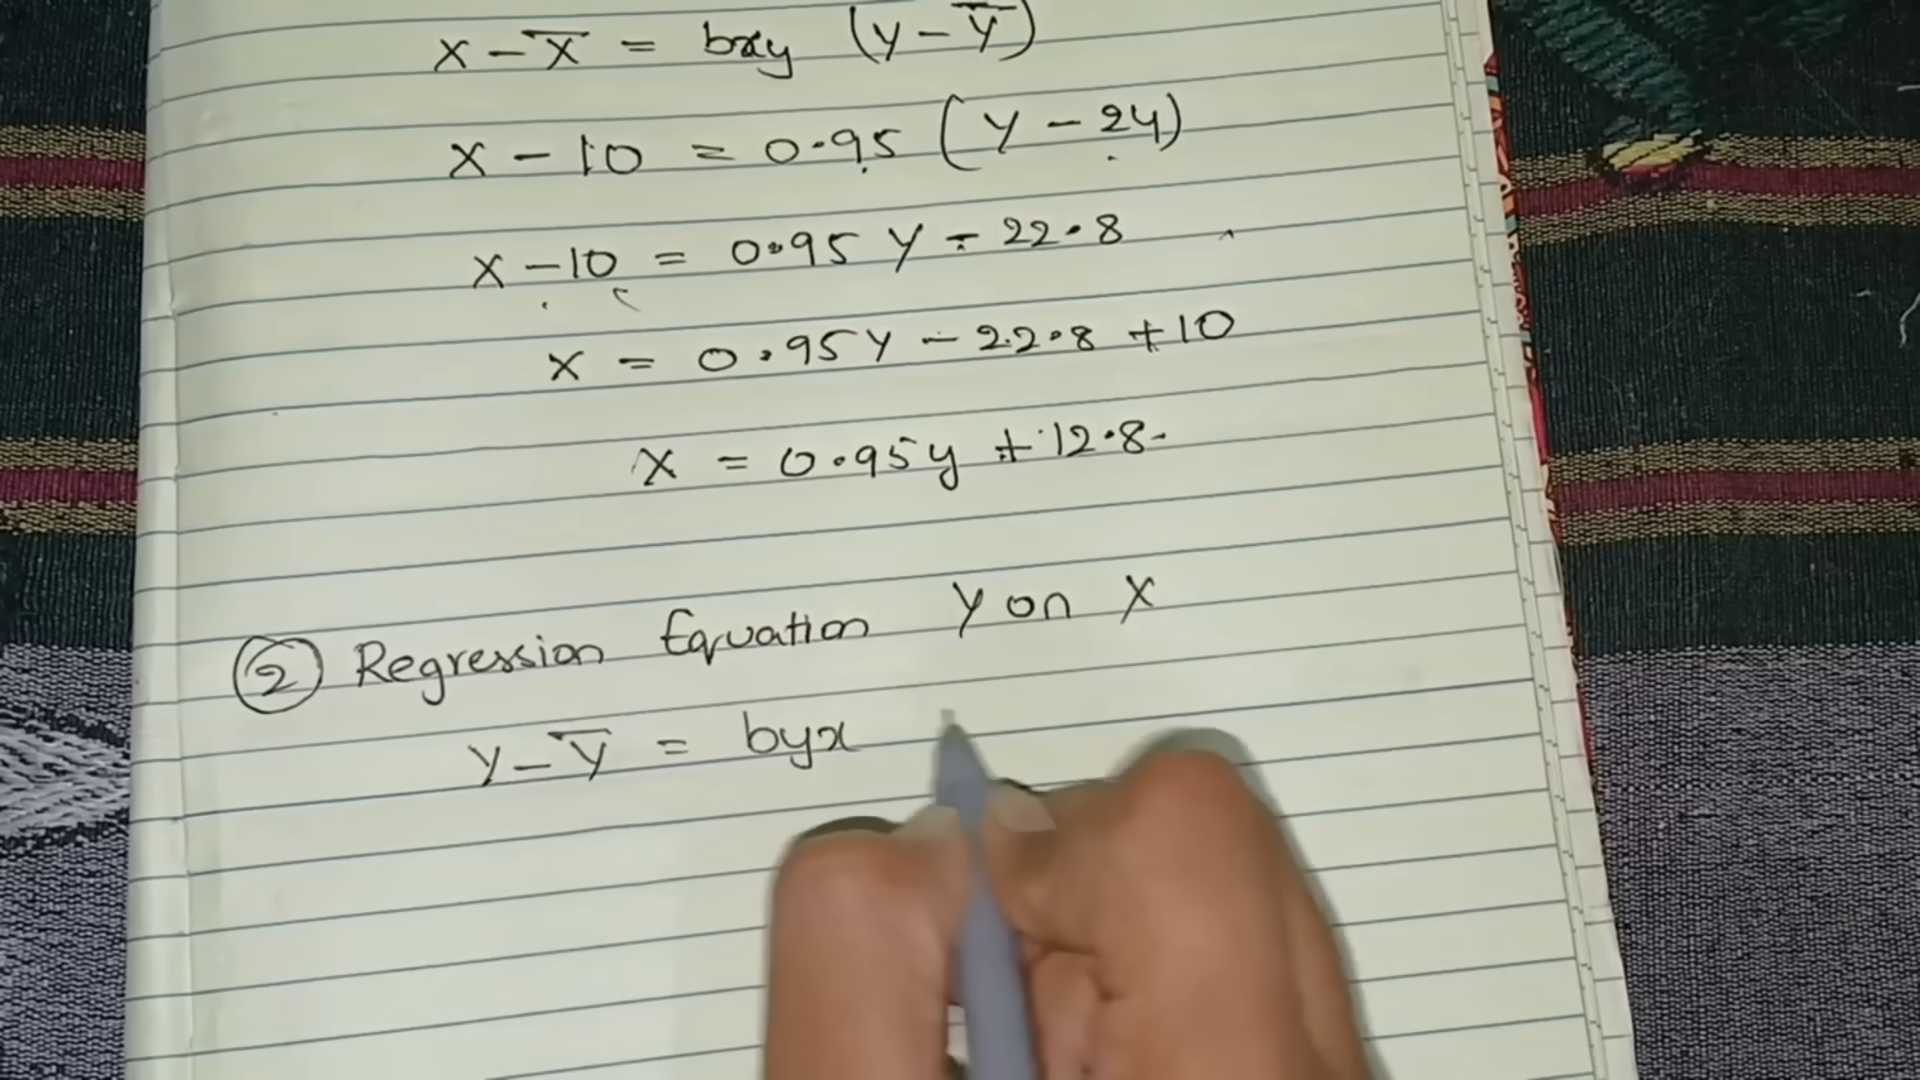 x - x̅ = bxy (y - y̅)
x - 10 = 0.95 (y - 24)
x - 10 = 0.95 y - 22.8
x = 0.95y - 22.8 + 10
x = 0.95y + 12.8
② Regression Equation y on x
y - y̅ = byx